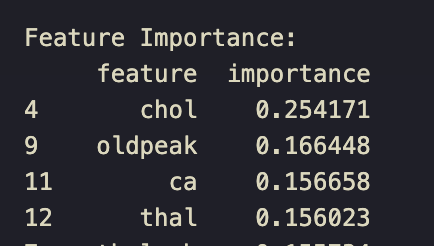 Feature Importance:
feature importance
4 chol 0.254171
9 oldpeak 0.166448
11 ca 0.156658
12 thal 0.156023